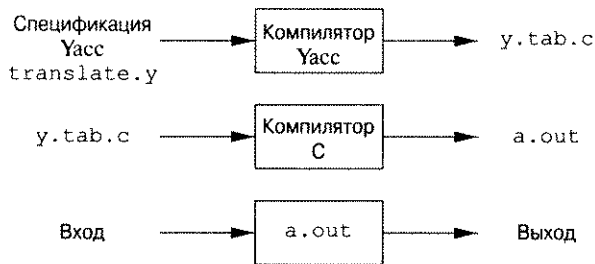 Спецификация
Yacc
translate.y
Компилятор
Yacc
y.tab.c
y.tab.c
Компилятор
C
a.out
Вход
a.out
Выход